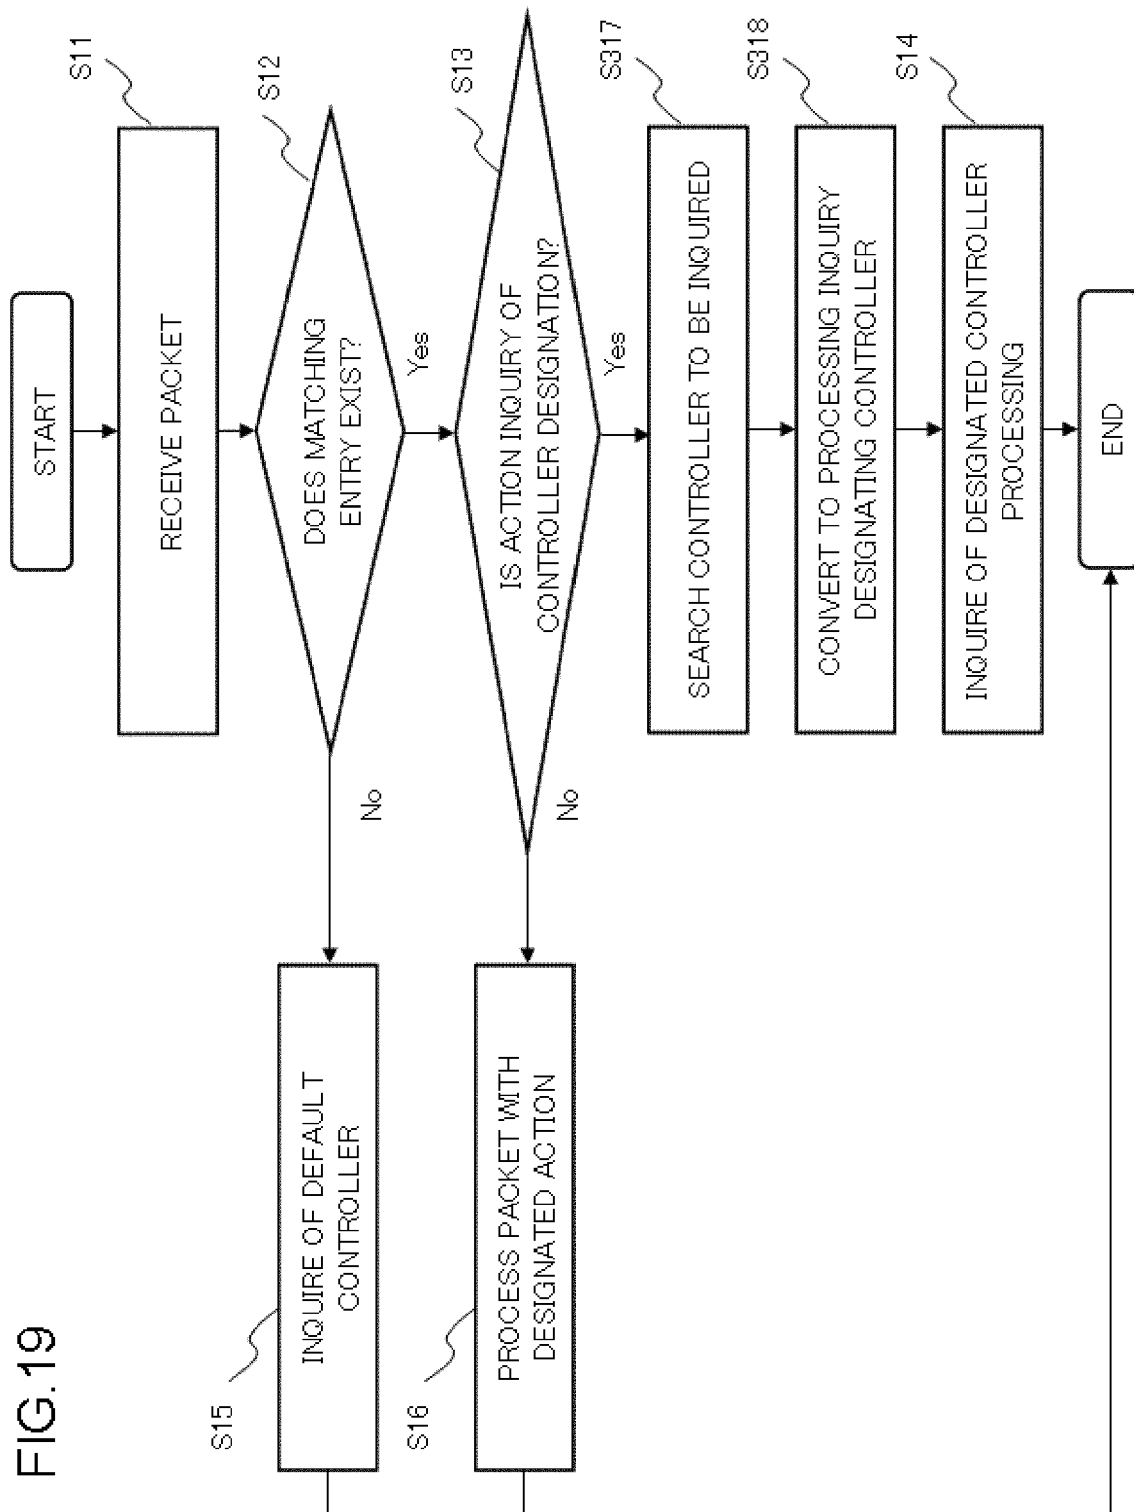 FIG.19
START
S11
RECEIVE PACKET
S12
DOES MATCHING
ENTRY EXIST?
No
Yes
S15
INQUIRE OF DEFAULT
CONTROLLER
S13
IS ACTION INQUIRY OF
CONTROLLER DESIGNATION?
No
Yes
S16
PROCESS PACKET WITH
DESIGNATED ACTION
S317
SEARCH CONTROLLER TO BE INQUIRED
S318
CONVERT TO PROCESSING INQUIRY
DESIGNATING CONTROLLER
S14
INQUIRE OF DESIGNATED CONTROLLER
PROCESSING
END